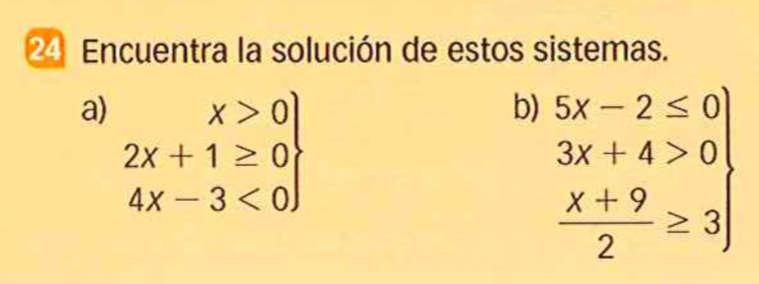 24 Encuentra la solución de estos sistemas.
a) x > 0
2x + 1 ≥ 0
4x − 3 < 0
b) 5x − 2 ≤ 0
3x + 4 > 0
x + 9
2
≥ 3